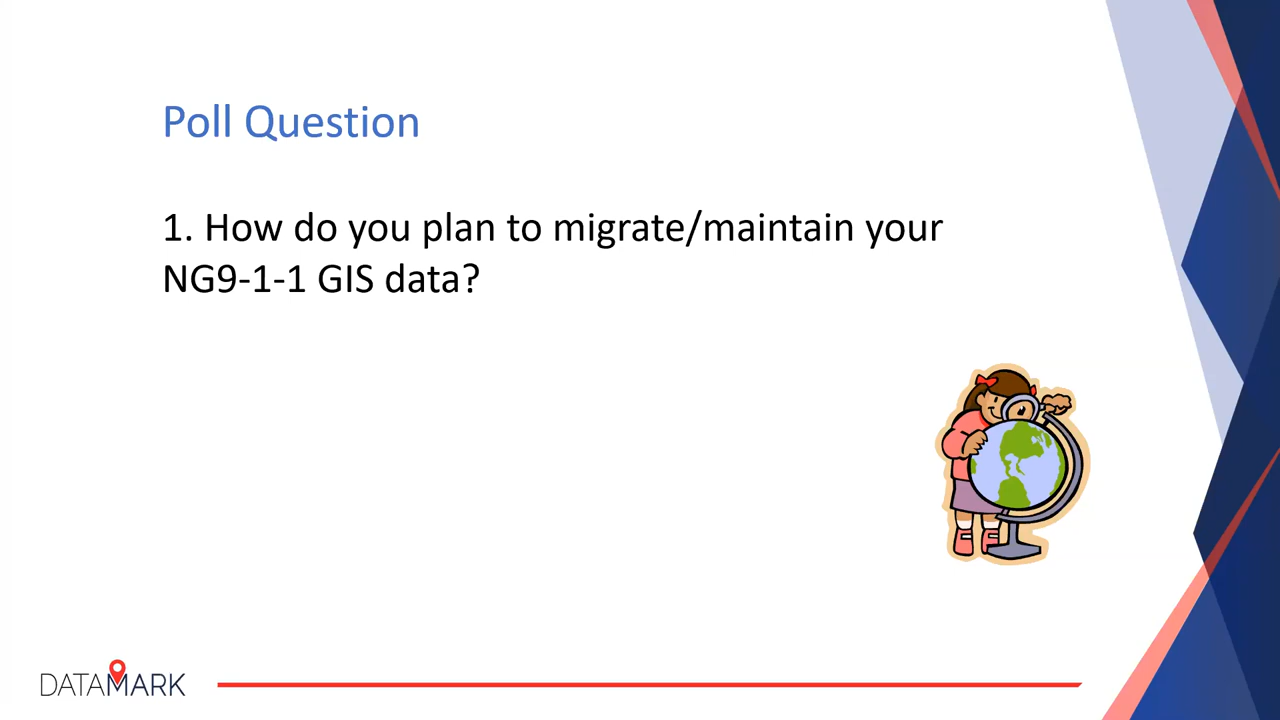 Poll Question
1. How do you plan to migrate/maintain your
NG9-1-1 GIS data?
DATAMARK